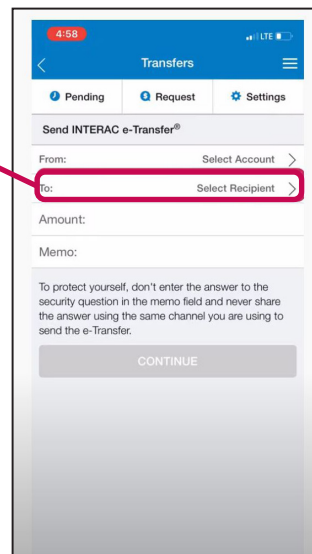 4:58
LTE
Transfers
Pending Request Settings
Send INTERAC e-Transfer®
From: Select Account
To: Select Recipient
Amount:
Memo:
To protect yourself, don't enter the answer to the
security question in the memo field and never share
the answer using the same channel you are using to
send the e-Transfer.
CONTINUE